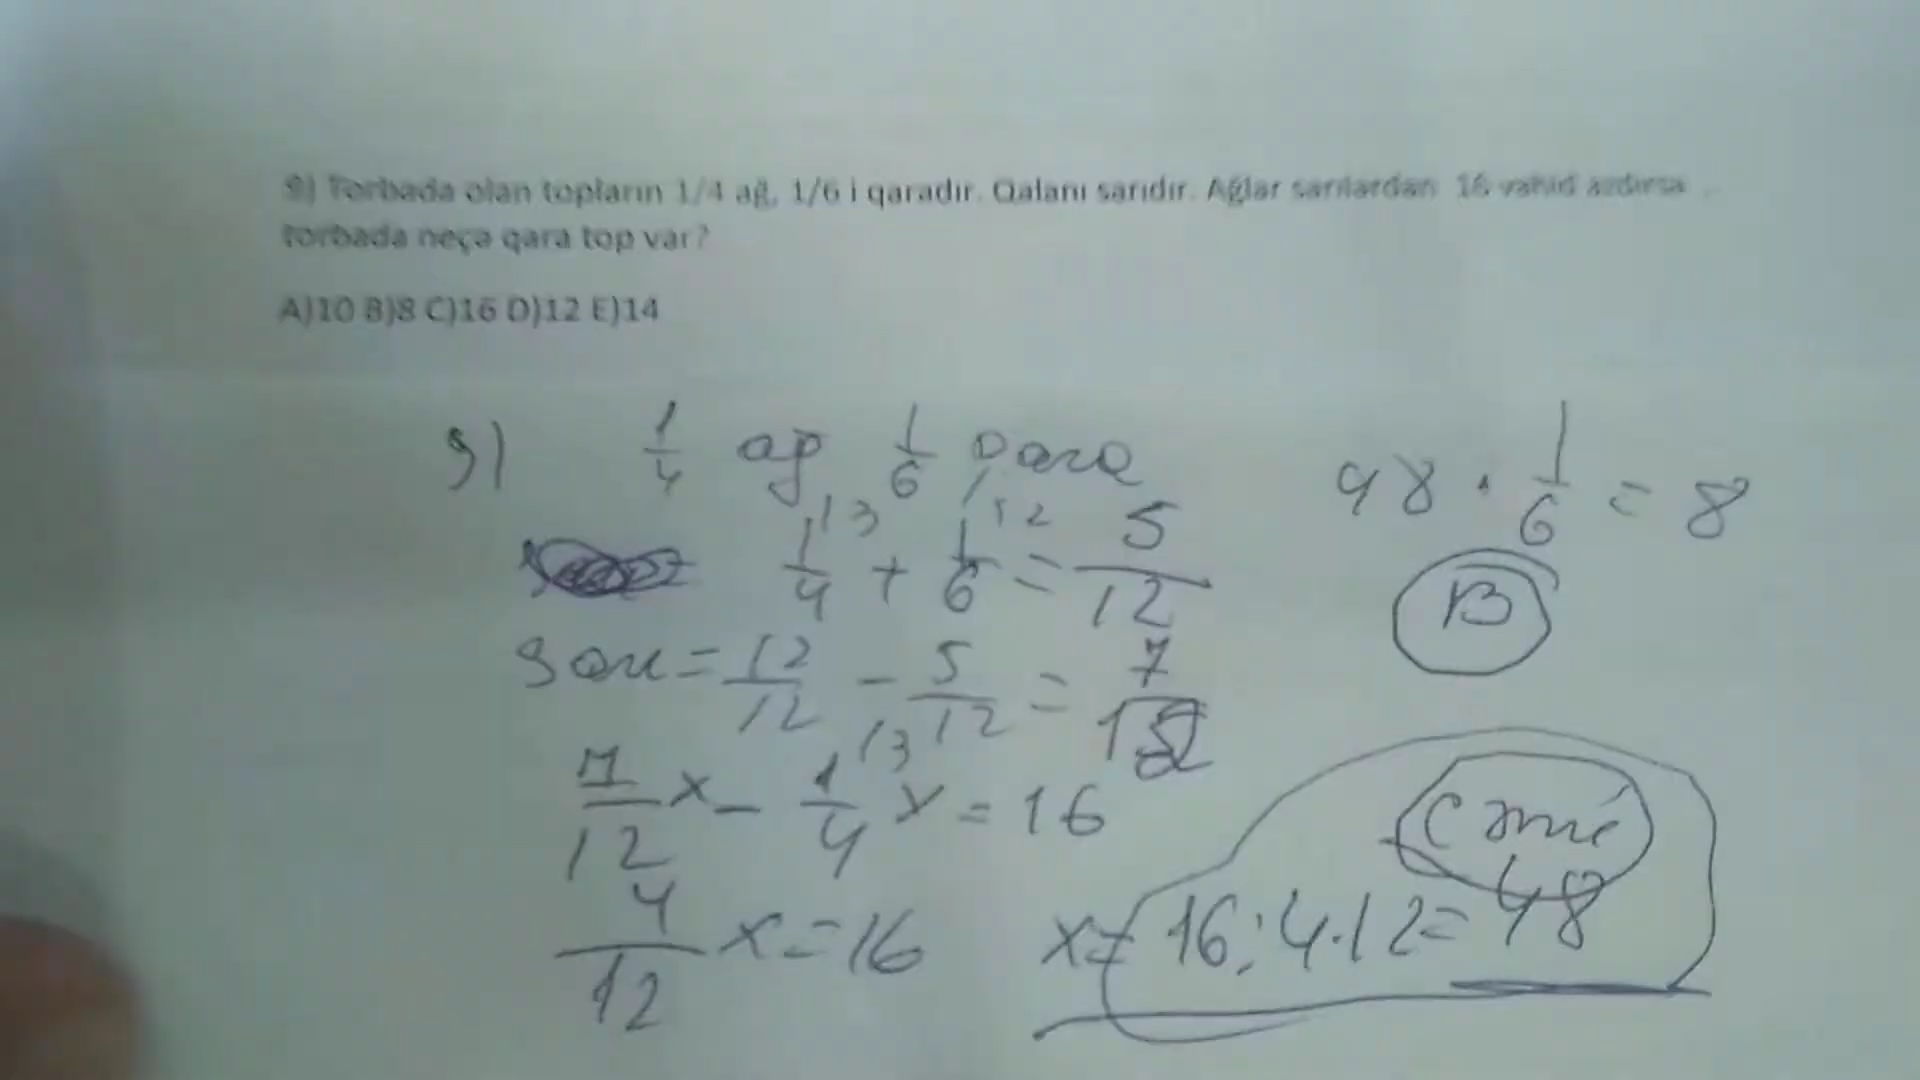 9) Torbada olan topların 1/4 ağ, 1/6 i qaradır. Qalanı sarıdır. Ağlar sarılardan 16 vahid azdırsa .
torbada neçə qara top var?
A)10 B)8 C)16 D)12 E)14
9) 1/4 ağ 1/6 qara
1/4 + 1/6 = 5/12
Sarı = 12/12 - 5/12 = 7/12
7/12 x - 1/4 x = 16
4/12 x = 16
x = 16 : 4 · 12 = 48
cəmi
48 · 1/6 = 8
B